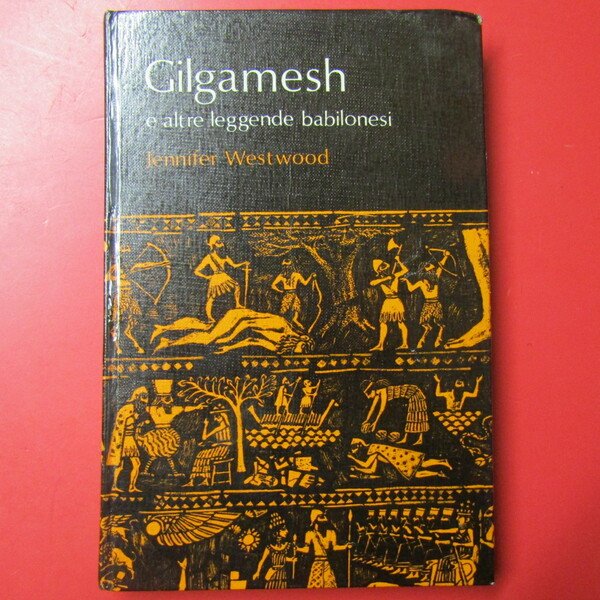 Gilgamesh
e altre leggende babilonesi
Jennifer Westwood